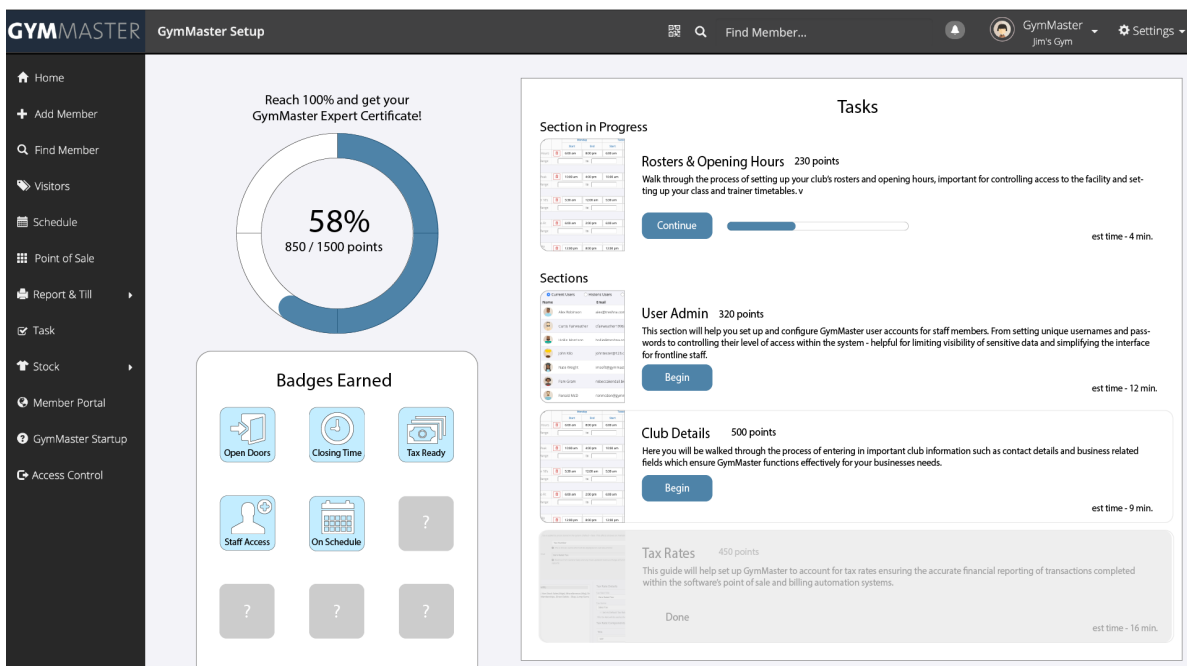 GYMMASTER
GymMaster Setup
Find Member...
GymMaster
Jim's Gym
Settings
Home
Add Member
Find Member
Visitors
Schedule
Point of Sale
Report & Till
Task
Stock
Member Portal
GymMaster Startup
Access Control
Reach 100% and get your
GymMaster Expert Certificate!
58%
850 / 1500 points
Badges Earned
Open Doors
Closing Time
Tax Ready
Staff Access
On Schedule
?
?
?
?
Tasks
Section in Progress
Rosters & Opening Hours 230 points
Walk through the process of setting up your club's rosters and opening hours, important for controlling access to the facility and set-
ting up your class and trainer timetables. v
Continue
est time - 4 min.
Sections
User Admin 320 points
This section will help you set up and configure GymMaster user accounts for staff members. From setting unique usernames and pass-
words to controlling their level of access within the system - helpful for limiting visibility of sensitive data and simplifying the interface
for frontline staff.
Begin
est time - 12 min.
Club Details 500 points
Here you will be walked through the process of entering in important club information such as contact details and business related
fields which ensure GymMaster functions effectively for your businesses needs.
Begin
est time - 9 min.
Tax Rates 450 points
This guide will help set up GymMaster to account for tax rates ensuring the accurate financial reporting of transactions completed
within the software's point of sale and billing automation systems.
Done
est time - 16 min.